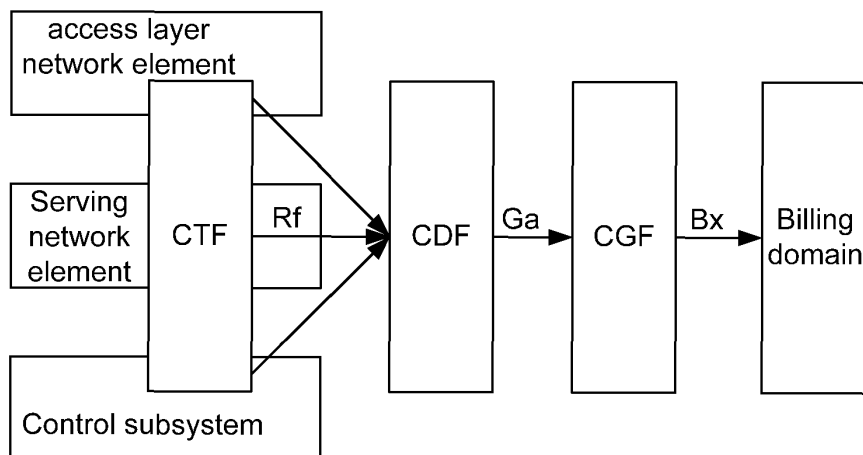 access layer
network element
Serving
network
element
CTF
Rf
CDF
Ga
CGF
Bx
Billing
domain
Control subsystem